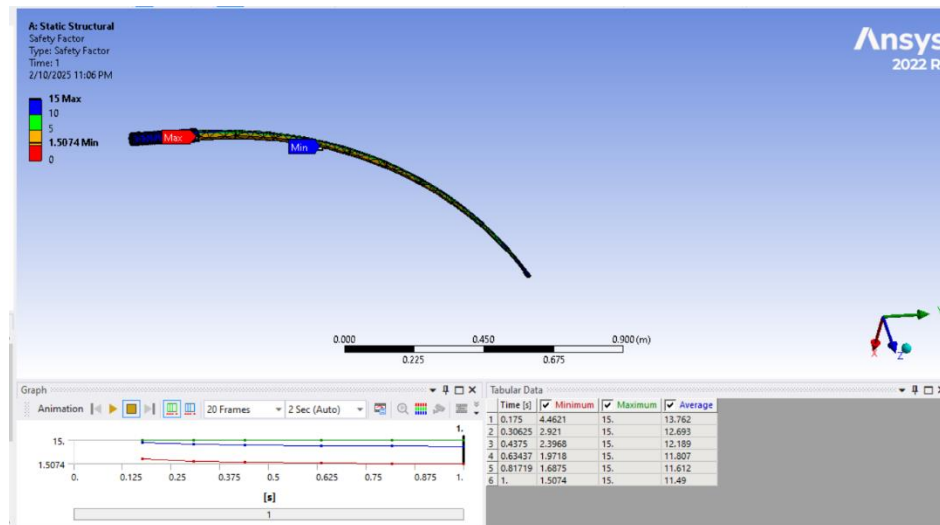 A: Static Structural
Safety Factor
Type: Safety Factor
Time: 1
2/10/2025 11:06 PM
15 Max
10
5
1.5074 Min
0
Ansys
2022 R
Max
Min
0.000 0.450 0.900 (m)
0.225 0.675
X
Z
Graph
Animation 20 Frames 2 Sec (Auto)
1.
15.
1.5074
0. 0.125 0.25 0.375 0.5 0.625 0.75 0.875 1.
[s]
1
Tabular Data
Time [s] Minimum Maximum Average
1 0.175 4.4621 15. 13.762
2 0.30625 2.921 15. 12.693
3 0.4375 2.3968 15. 12.189
4 0.63437 1.9718 15. 11.807
5 0.81719 1.6875 15. 11.612
6 1. 1.5074 15. 11.49